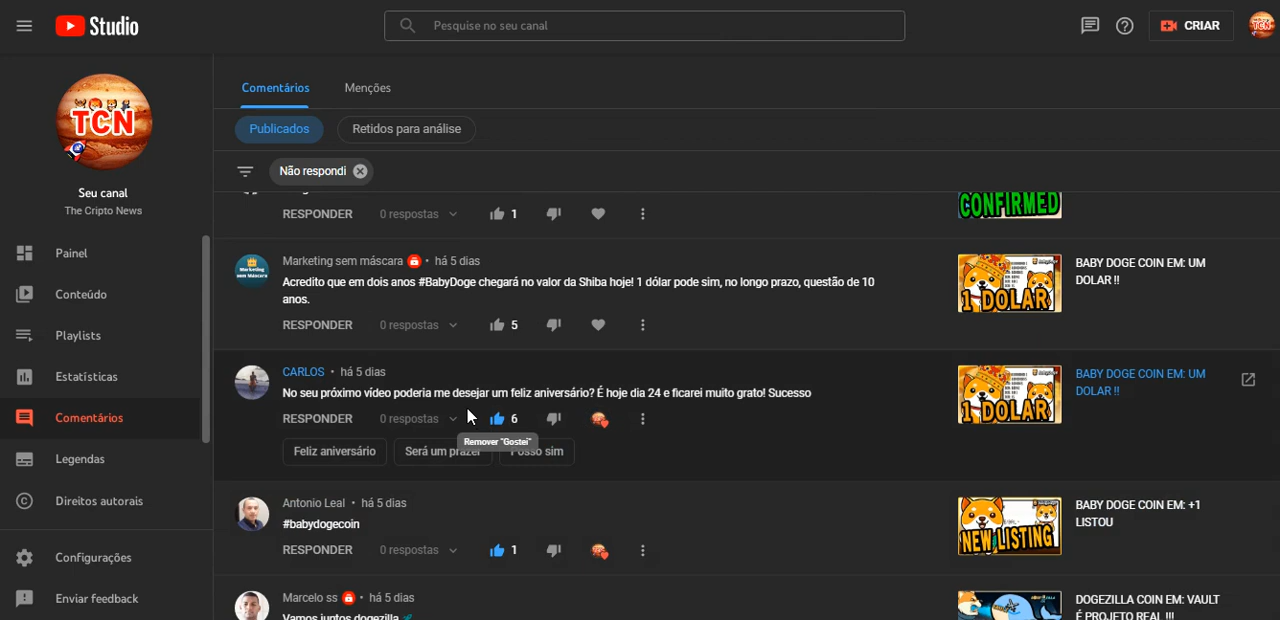 Studio
Pesquise no seu canal
CRIAR
TCN
TCN
Seu canal
The Cripto News
Painel
Conteúdo
Playlists
Estatísticas
Comentários
Legendas
Direitos autorais
Configurações
Enviar feedback
Comentários
Menções
Publicados
Retidos para análise
Não respondi
RESPONDER
0 respostas
1
CONFIRMED
Marketing sem máscara • há 5 dias
Acredito que em dois anos #BabyDoge chegará no valor da Shiba hoje! 1 dólar pode sim, no longo prazo, questão de 10
anos.
RESPONDER
0 respostas
5
1 DOLAR
BABY DOGE COIN EM: UM
DOLAR !!
CARLOS • há 5 dias
No seu próximo vídeo poderia me desejar um feliz aniversário? É hoje dia 24 e ficarei muito grato! Sucesso
RESPONDER
0 respostas
6
Remover "Gostei"
Feliz aniversário
Será um prazer
Posso sim
1 DOLAR
BABY DOGE COIN EM: UM
DOLAR !!
Antonio Leal • há 5 dias
#babydogecoin
RESPONDER
0 respostas
1
NEW LISTING
BABY DOGE COIN EM: +1
LISTOU
Marcelo ss • há 5 dias
Vamos juntos dogezilla
DOGEZILLA COIN EM: VAULT
É PROJETO REAL !!!